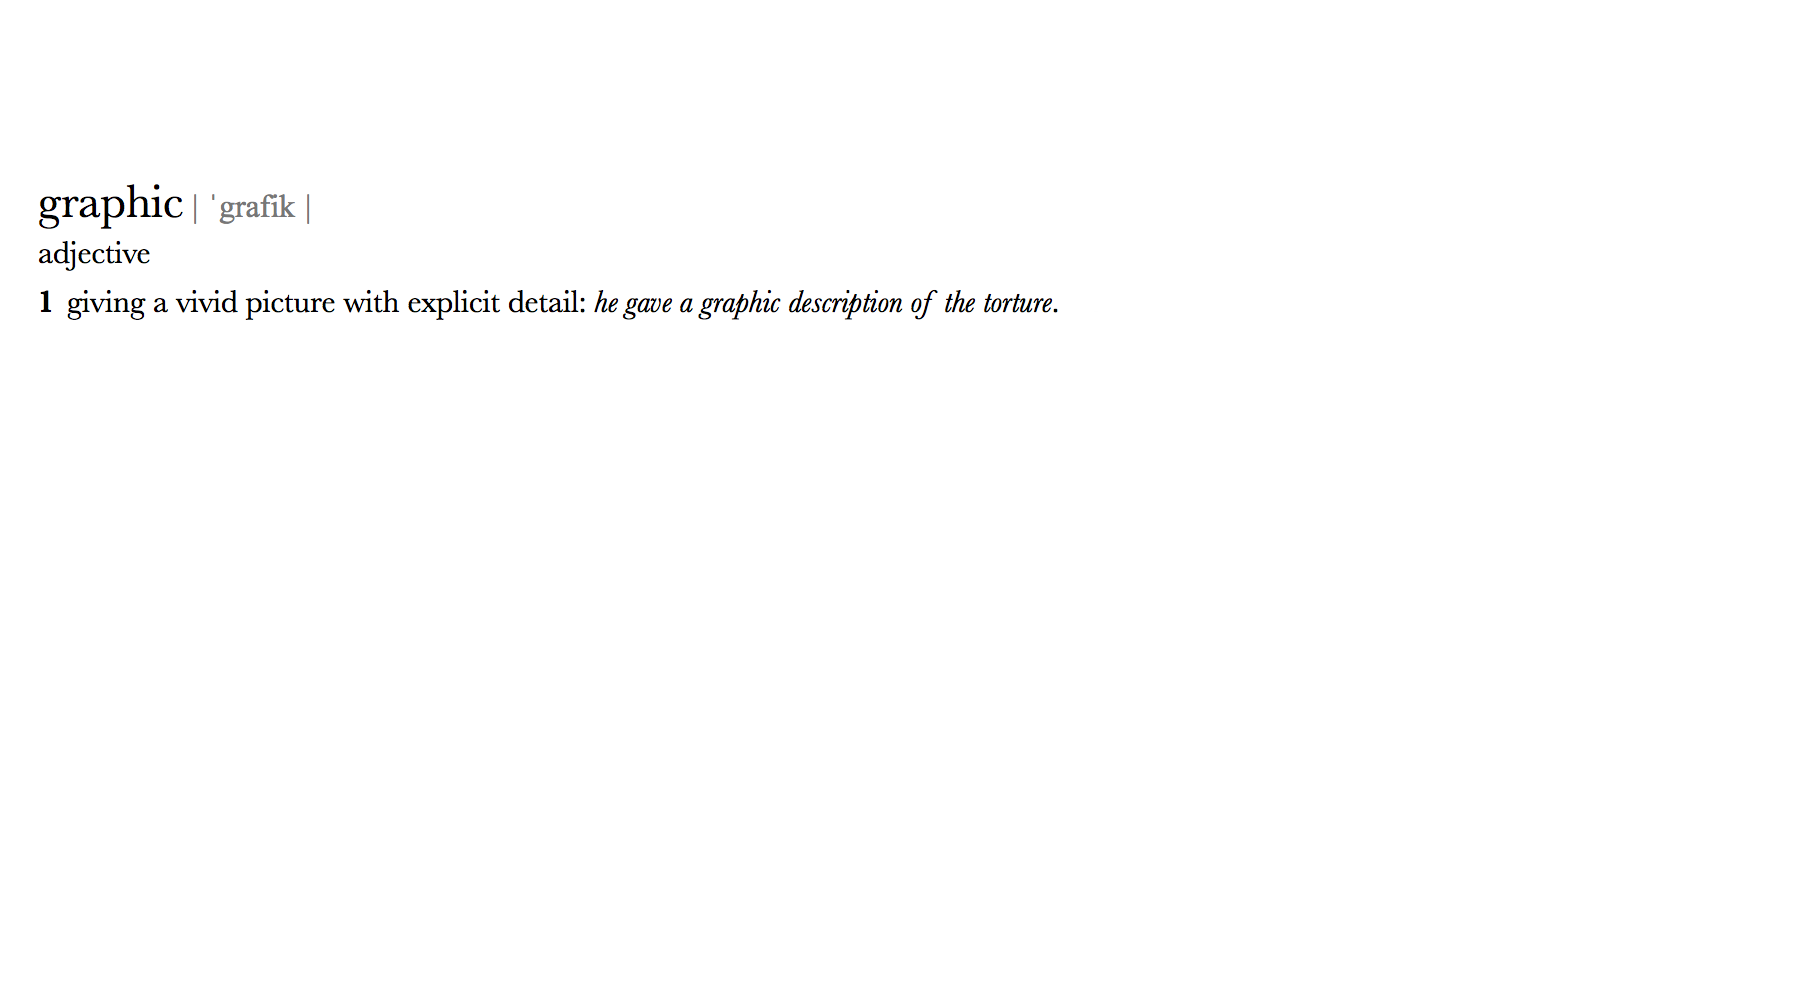 graphic | ˈgrafik |
adjective
1 giving a vivid picture with explicit detail: he gave a graphic description of the torture.